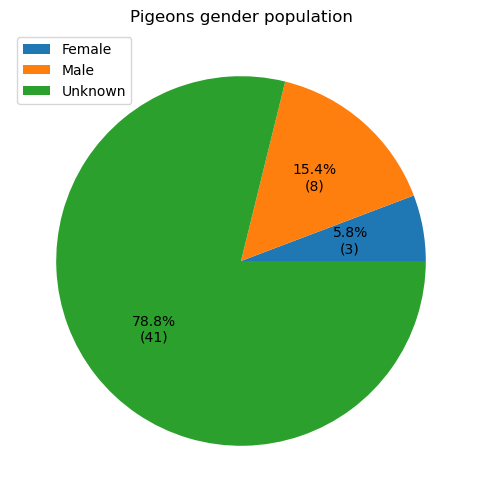 Pigeons gender population
Female
Male
Unknown
15.4%
(8)
5.8%
(3)
78.8%
(41)